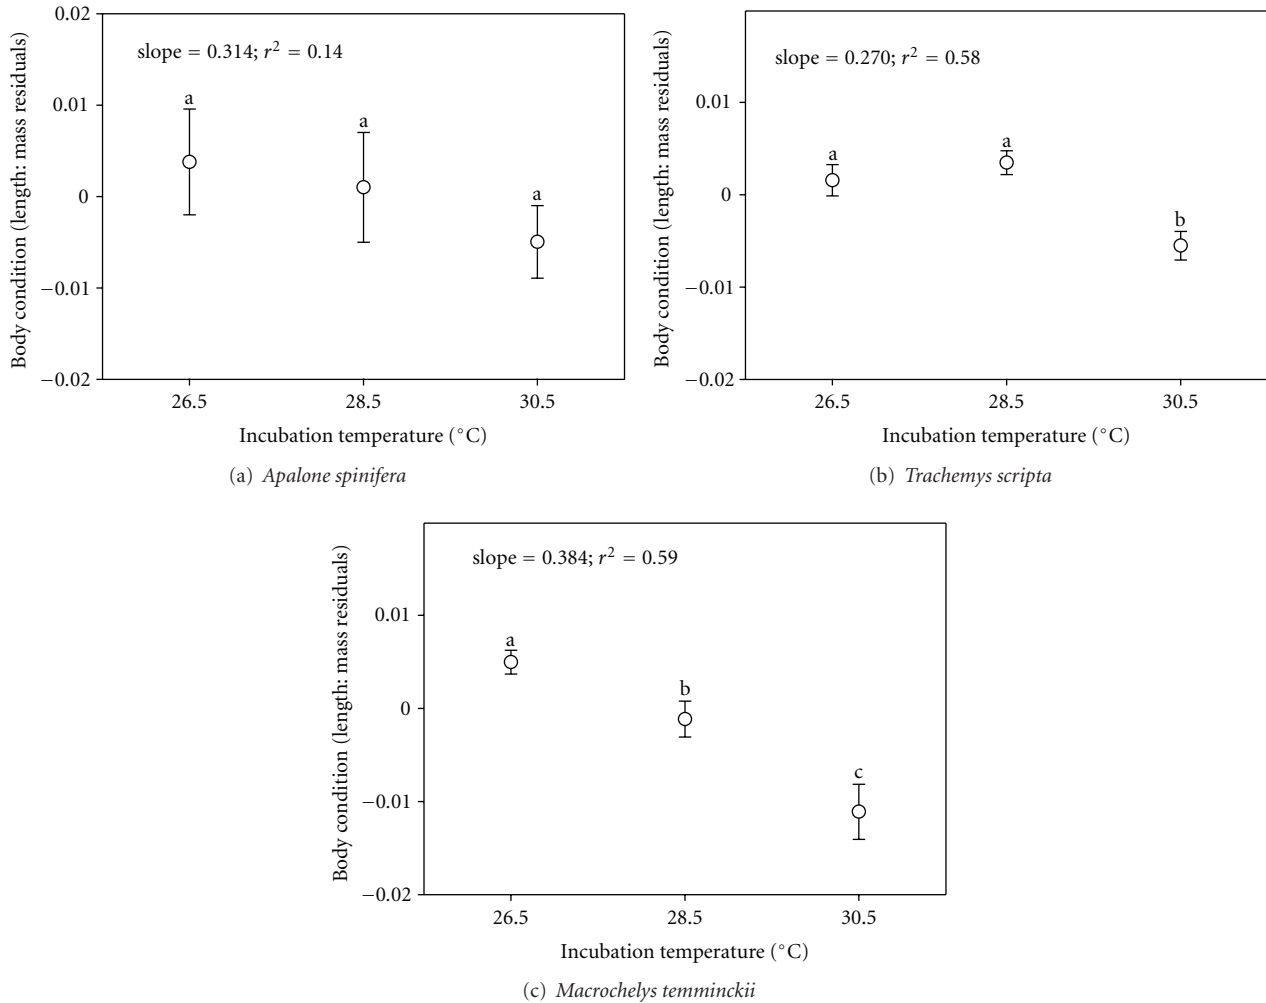 Body condition (length: mass residuals)
0.02
0.01
0
−0.01
−0.02
slope = 0.314; r² = 0.14
a
a
a
26.5
28.5
30.5
Incubation temperature (°C)
(a) Apalone spinifera
Body condition (length: mass residuals)
0.01
0
−0.01
−0.02
slope = 0.270; r² = 0.58
a
a
b
26.5
28.5
30.5
Incubation temperature (°C)
(b) Trachemys scripta
Body condition (length: mass residuals)
0.01
0
−0.01
−0.02
slope = 0.384; r² = 0.59
a
b
c
26.5
28.5
30.5
Incubation temperature (°C)
(c) Macrochelys temminckii